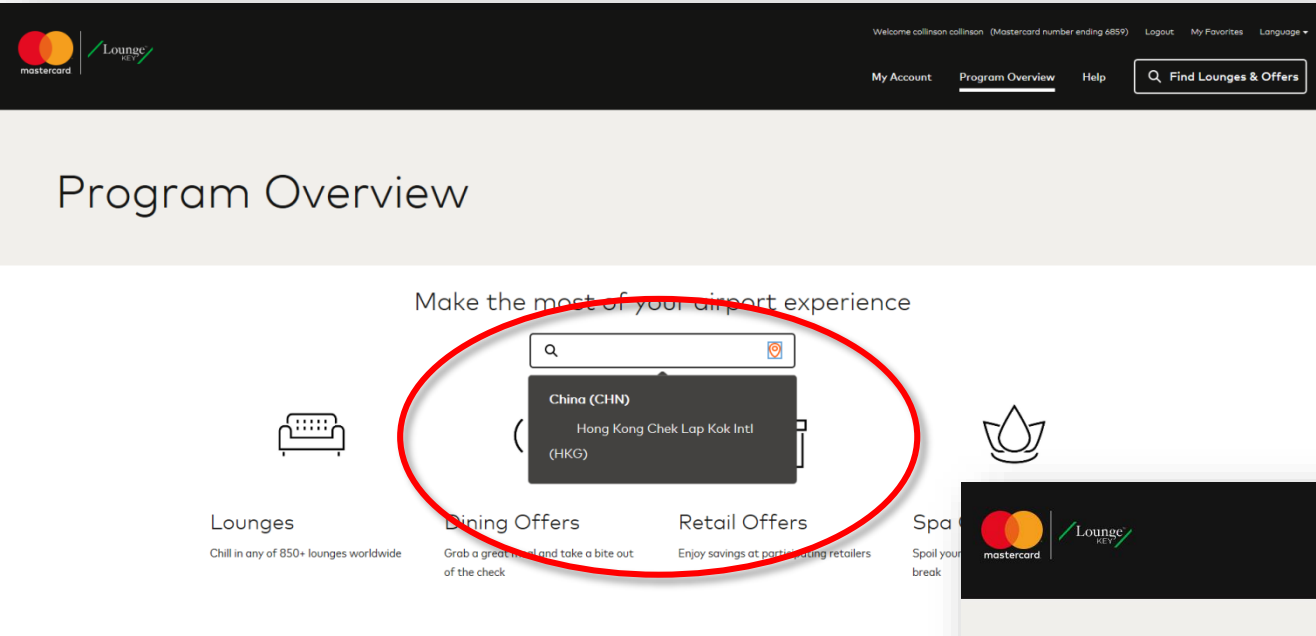 mastercard
Lounge
KEY
Welcome collinson collinson (Mastercard number ending 6859) Logout My Favorites Language
My Account Program Overview Help Find Lounges & Offers
Program Overview
Make the most of your airport experience
China (CHN)
Hong Kong Chek Lap Kok Intl
(HKG)
Lounges Dining Offers Retail Offers Spa
Chill in any of 850+ lounges worldwide Grab a great meal and take a bite out Enjoy savings at participating retailers Spoil your
of the check break
mastercard
Lounge
KEY